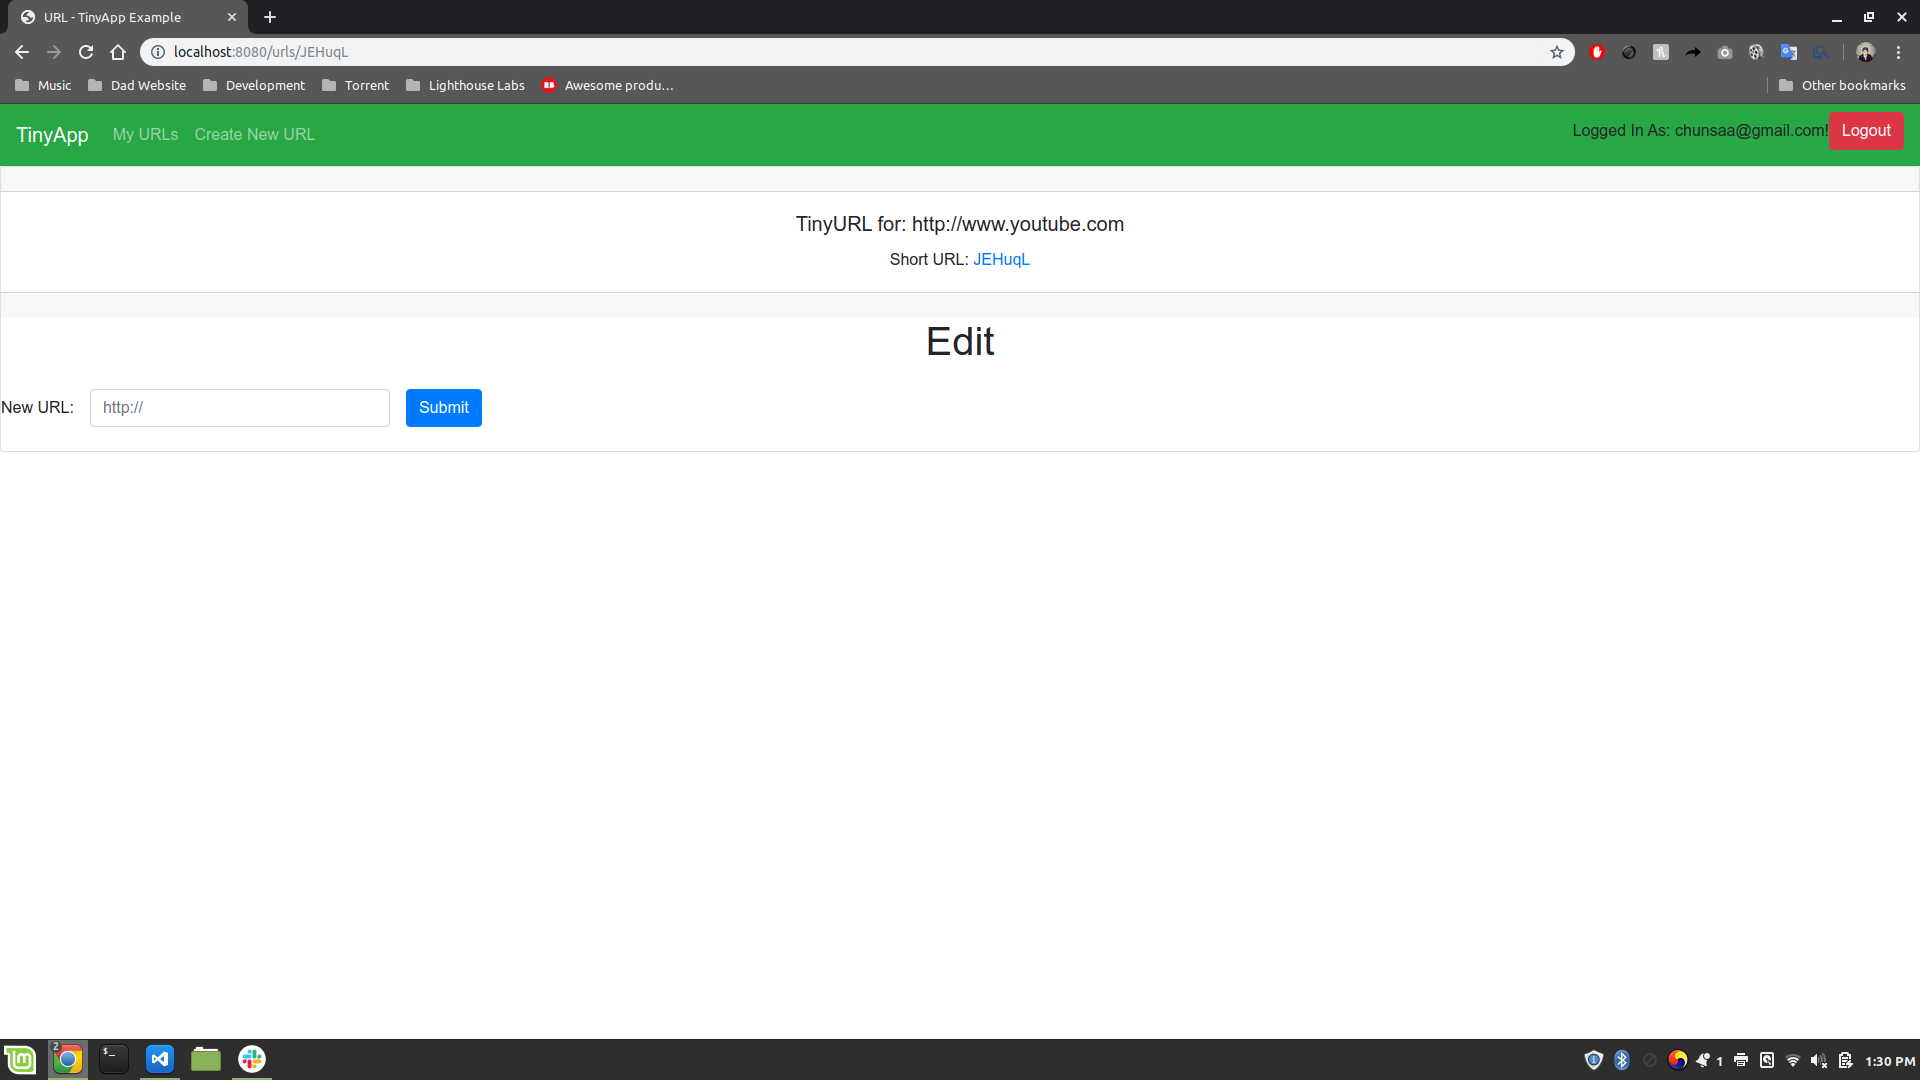 URL - TinyApp Example
localhost:8080/urls/JEHuqL
Music Dad Website Development Torrent Lighthouse Labs Awesome produ... Other bookmarks
TinyApp My URLs Create New URL Logged In As: chunsaa@gmail.com! Logout
TinyURL for: http://www.youtube.com
Short URL: JEHuqL
Edit
New URL: http:// Submit
2
$_
1 1:30 PM